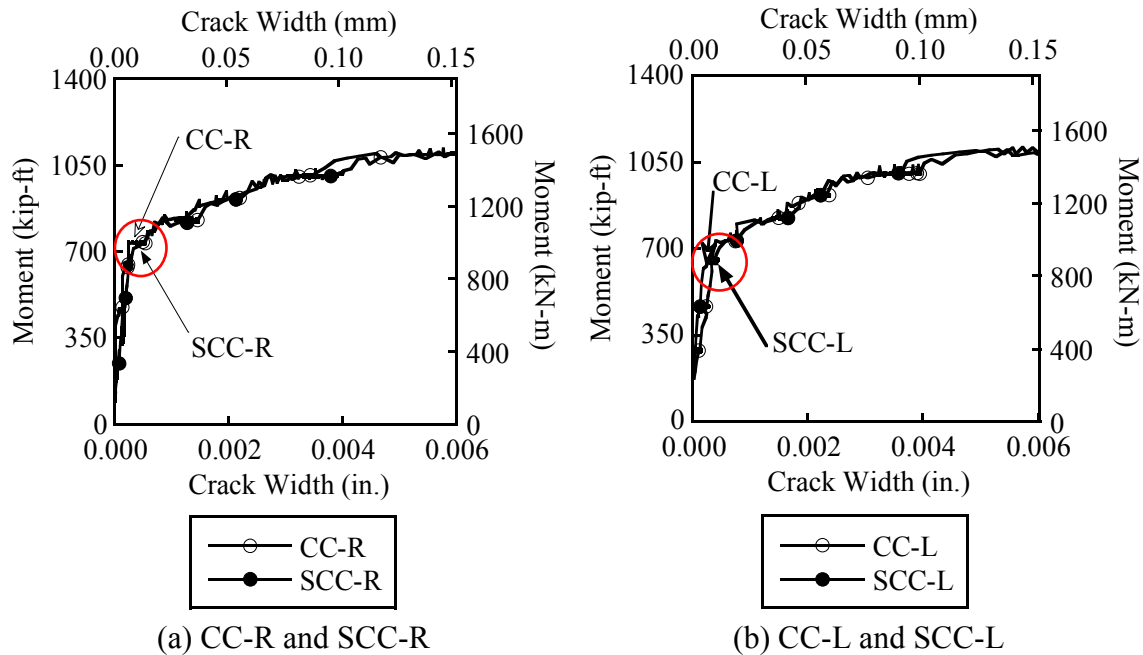 Crack Width (mm)
0.00 0.05 0.10 0.15
1400
1050
700
350
0
Moment (kip-ft)
CC-R
SCC-R
1600
1200
800
400
0
Moment (kN-m)
0.000 0.002 0.004 0.006
Crack Width (in.)
CC-R
SCC-R
(a) CC-R and SCC-R
Crack Width (mm)
0.00 0.05 0.10 0.15
1400
1050
700
350
0
Moment (kip-ft)
CC-L
SCC-L
1600
1200
800
400
0
Moment (kN-m)
0.000 0.002 0.004 0.006
Crack Width (in.)
CC-L
SCC-L
(b) CC-L and SCC-L